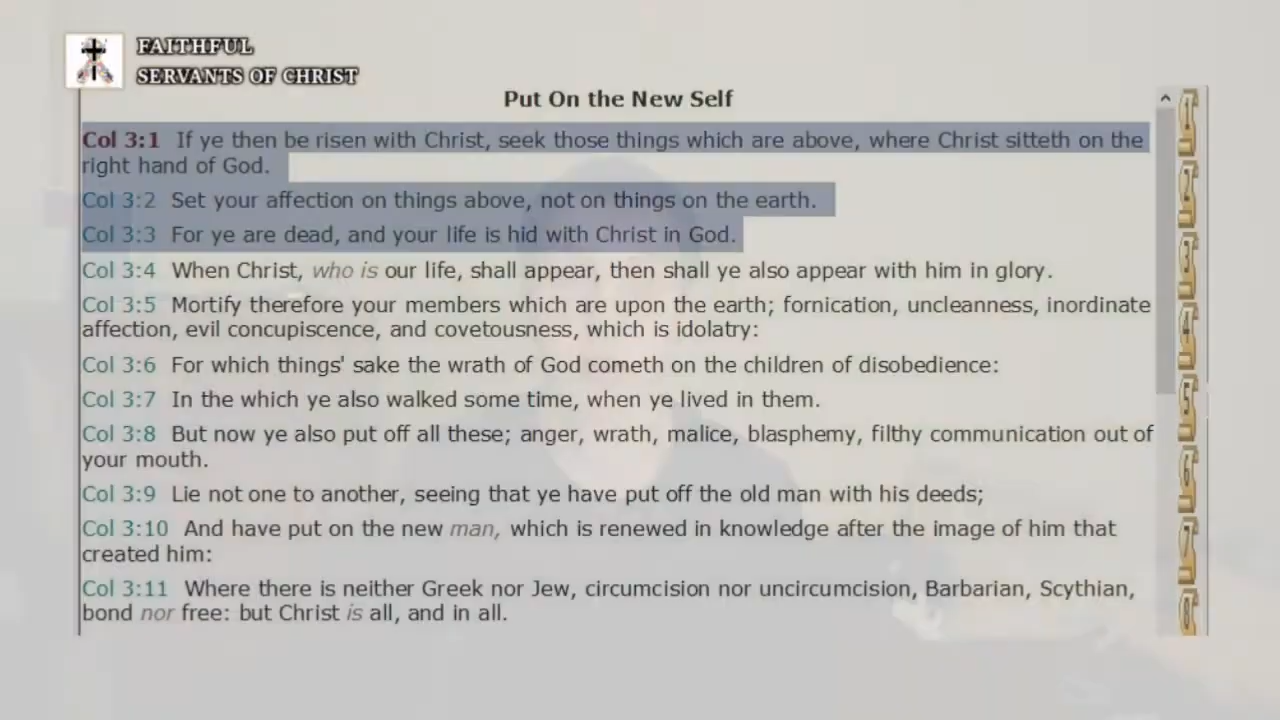 FAITHFUL
SERVANTS OF CHRIST
Put On the New Self
Col 3:1 If ye then be risen with Christ, seek those things which are above, where Christ sitteth on the
right hand of God.
Col 3:2 Set your affection on things above, not on things on the earth.
Col 3:3 For ye are dead, and your life is hid with Christ in God.
Col 3:4 When Christ, who is our life, shall appear, then shall ye also appear with him in glory.
Col 3:5 Mortify therefore your members which are upon the earth; fornication, uncleanness, inordinate
affection, evil concupiscence, and covetousness, which is idolatry:
Col 3:6 For which things' sake the wrath of God cometh on the children of disobedience:
Col 3:7 In the which ye also walked some time, when ye lived in them.
Col 3:8 But now ye also put off all these; anger, wrath, malice, blasphemy, filthy communication out of
your mouth.
Col 3:9 Lie not one to another, seeing that ye have put off the old man with his deeds;
Col 3:10 And have put on the new man, which is renewed in knowledge after the image of him that
created him:
Col 3:11 Where there is neither Greek nor Jew, circumcision nor uncircumcision, Barbarian, Scythian,
bond nor free: but Christ is all, and in all.